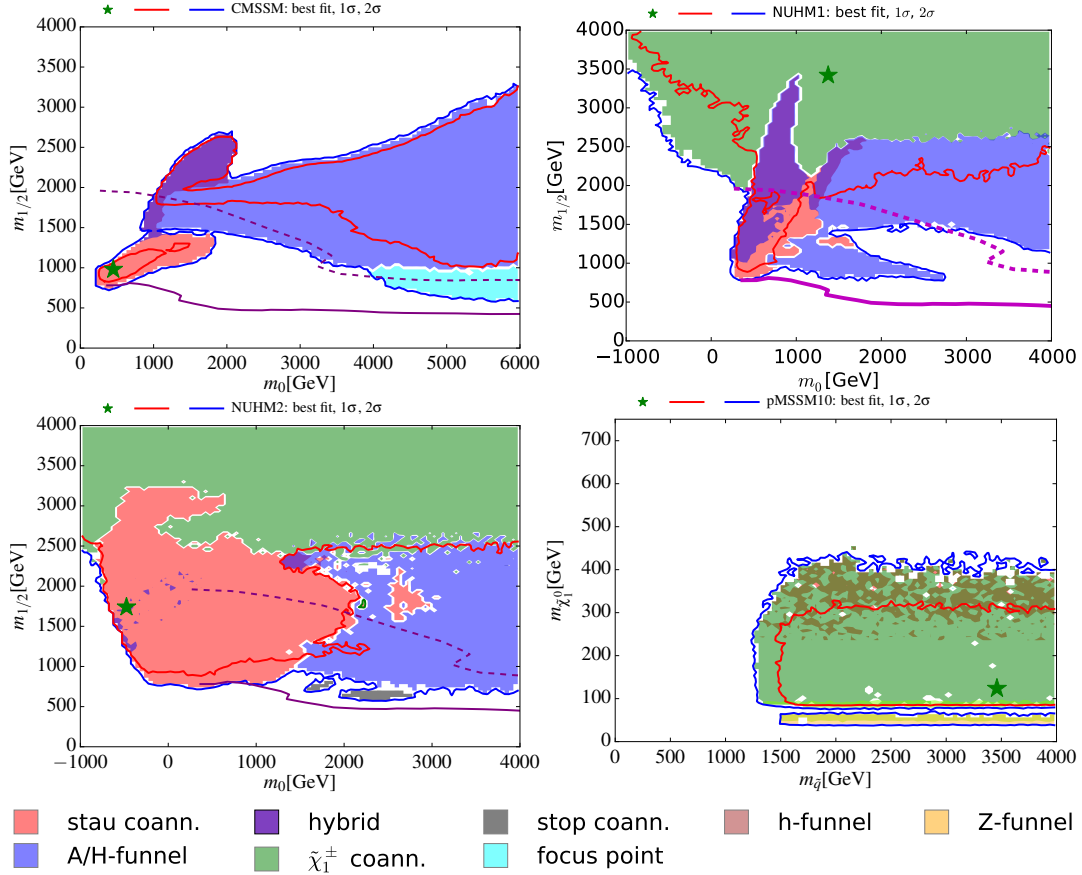 CMSSM: best fit, 1σ, 2σ
4000
3500
3000
2500
2000
1500
1000
500
0
m1/2[GeV]
0 1000 2000 3000 4000 5000 6000
m0[GeV]
NUHM1: best fit, 1σ, 2σ
4000
3500
3000
2500
2000
1500
1000
500
0
m1/2[GeV]
−1000 0 1000 2000 3000 4000
m0[GeV]
NUHM2: best fit, 1σ, 2σ
4000
3500
3000
2500
2000
1500
1000
500
0
m1/2[GeV]
−1000 0 1000 2000 3000 4000
m0[GeV]
pMSSM10: best fit, 1σ, 2σ
700
600
500
400
300
200
100
0
mχ̃₁⁰[GeV]
0 500 1000 1500 2000 2500 3000 3500 4000
mq̃[GeV]
stau coann. hybrid stop coann. h-funnel Z-funnel
A/H-funnel χ̃₁± coann. focus point